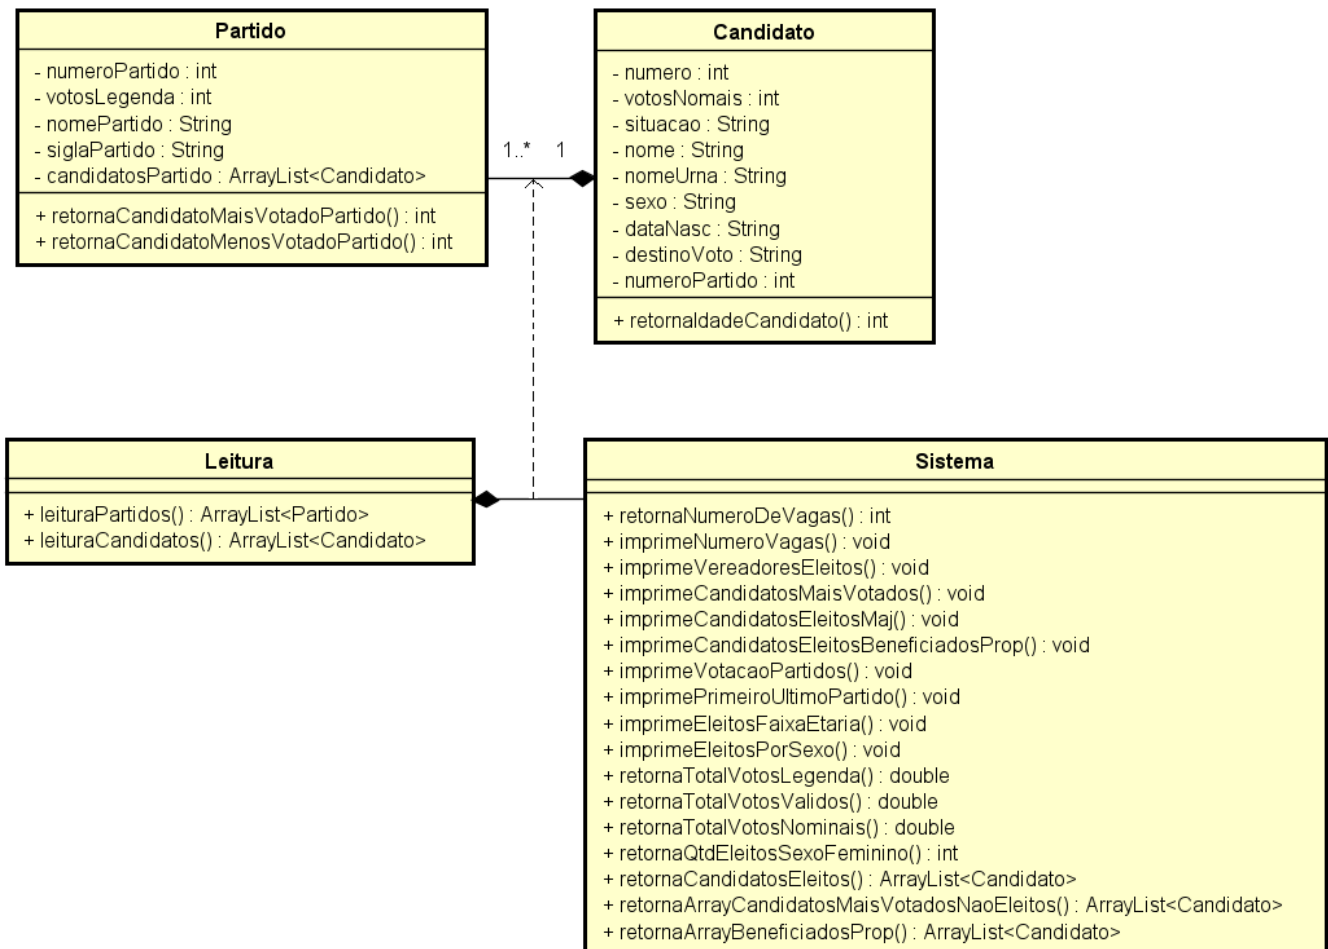 Partido
- numeroPartido : int
- votosLegenda : int
- nomePartido : String
- siglaPartido : String
- candidatosPartido : ArrayList<Candidato>
+ retornaCandidatoMaisVotadoPartido() : int
+ retornaCandidatoMenosVotadoPartido() : int
1..* 1
Candidato
- numero : int
- votosNomais : int
- situacao : String
- nome : String
- nomeUrna : String
- sexo : String
- dataNasc : String
- destinoVoto : String
- numeroPartido : int
+ retornaIdadeCandidato() : int
Leitura
+ leituraPartidos() : ArrayList<Partido>
+ leituraCandidatos() : ArrayList<Candidato>
Sistema
+ retornaNumeroDeVagas() : int
+ imprimeNumeroVagas() : void
+ imprimeVereadoresEleitos() : void
+ imprimeCandidatosMaisVotados() : void
+ imprimeCandidatosEleitosMaj() : void
+ imprimeCandidatosEleitosBeneficiadosProp() : void
+ imprimeVotacaoPartidos() : void
+ imprimePrimeiroUltimoPartido() : void
+ imprimeEleitosFaixaEtaria() : void
+ imprimeEleitosPorSexo() : void
+ retornaTotalVotosLegenda() : double
+ retornaTotalVotosValidos() : double
+ retornaTotalVotosNominais() : double
+ retornaQtdEleitosSexoFeminino() : int
+ retornaCandidatosEleitos() : ArrayList<Candidato>
+ retornaArrayCandidatosMaisVotadosNaoEleitos() : ArrayList<Candidato>
+ retornaArrayBeneficiadosProp() : ArrayList<Candidato>